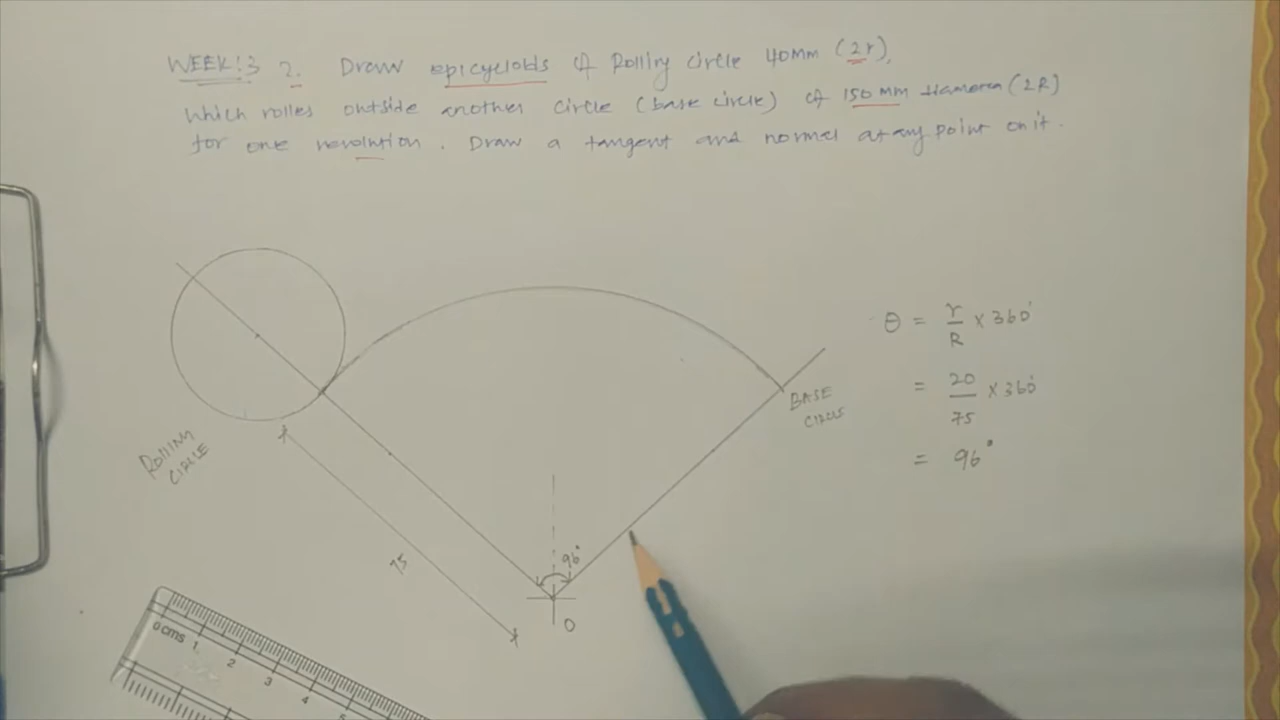 WEEK:3 2. Draw epicycloids of Rolling circle 40mm (2r),
which rolles outside another circle (base circle) of 150 mm diameter (2R)
for one revolution. Draw a tangent and normal at any point on it.
θ = r/R × 360°
= 20/75 × 360°
= 96°
BASE
CIRCLE
ROLLING
CIRCLE
75
96°
O
0 cms 1 2 3 4 5